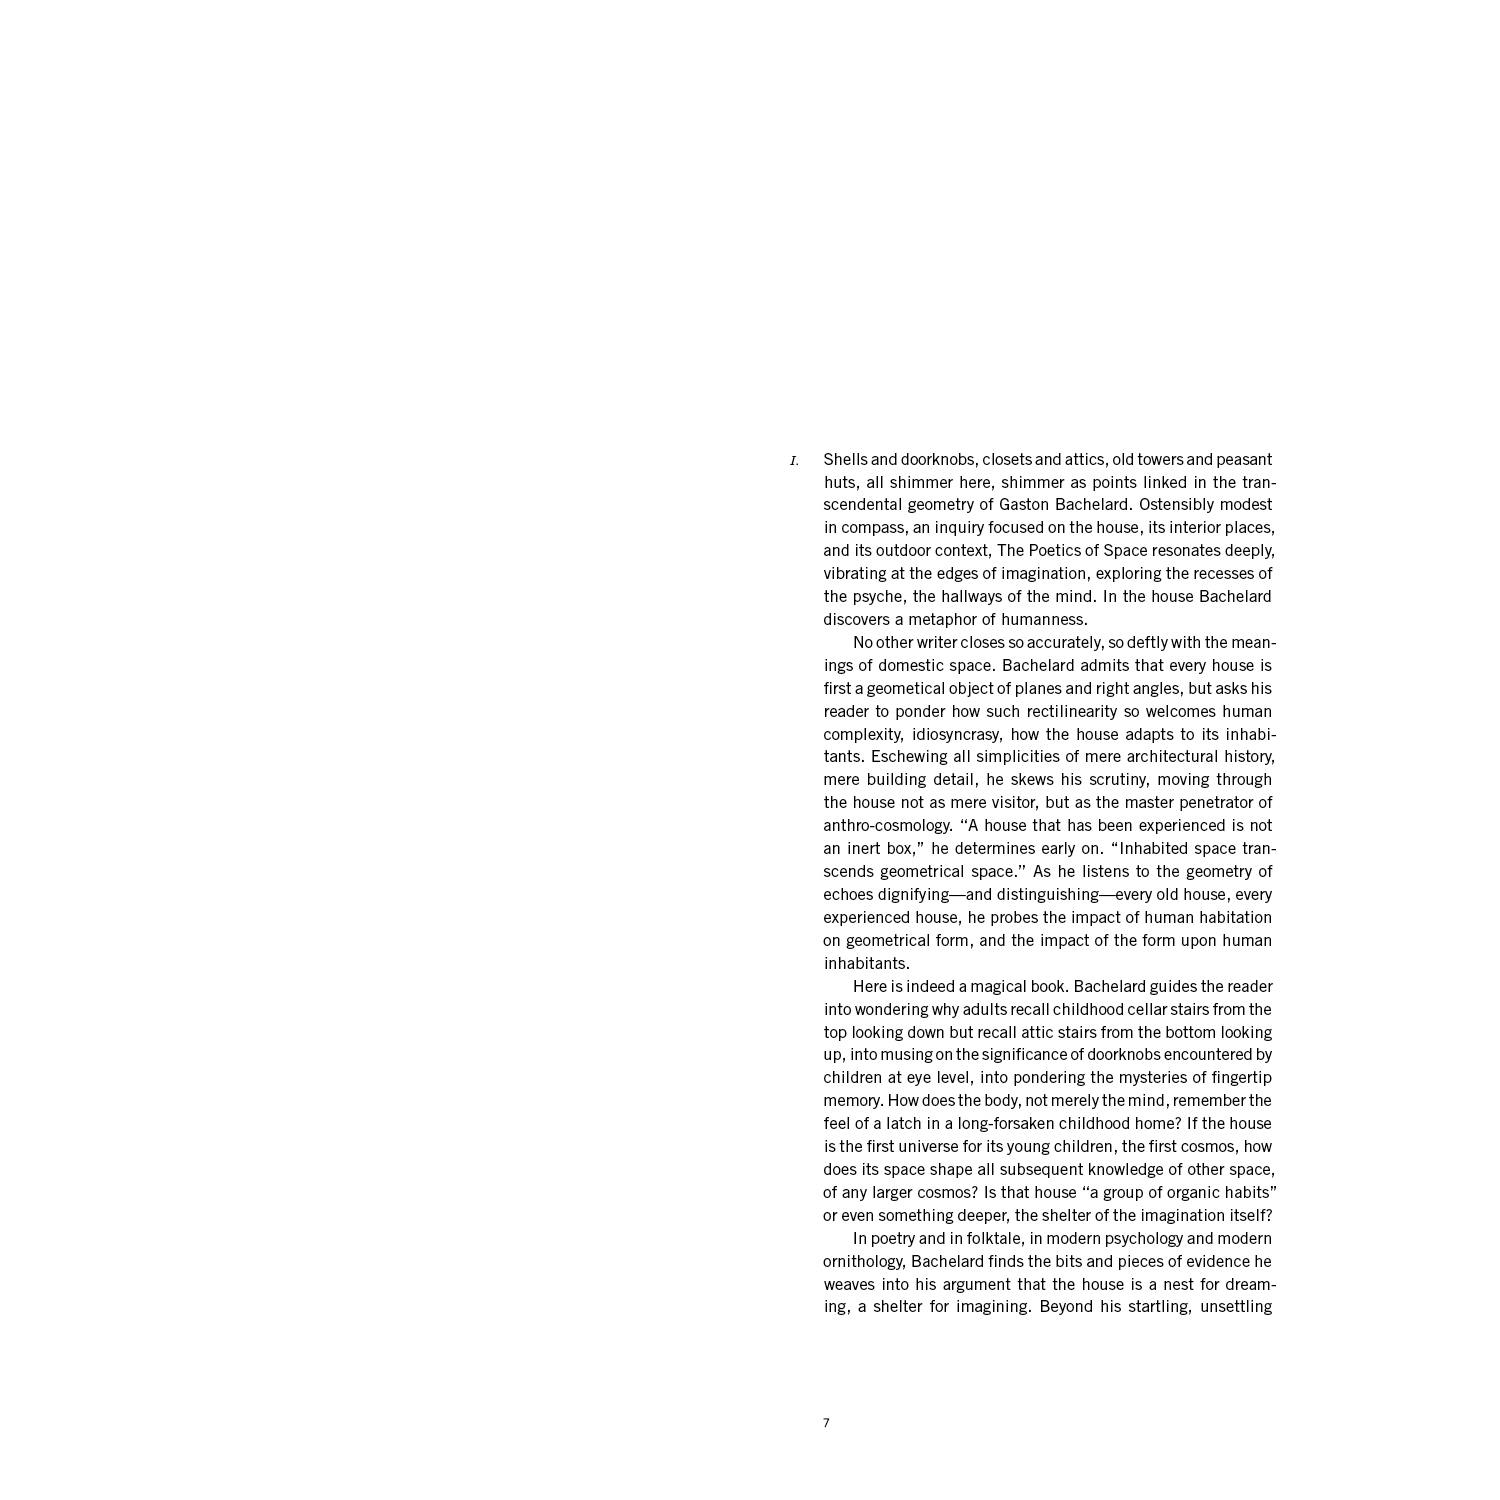 I. Shells and doorknobs, closets and attics, old towers and peasant
huts, all shimmer here, shimmer as points linked in the tran-
scendental geometry of Gaston Bachelard. Ostensibly modest
in compass, an inquiry focused on the house, its interior places,
and its outdoor context, The Poetics of Space resonates deeply,
vibrating at the edges of imagination, exploring the recesses of
the psyche, the hallways of the mind. In the house Bachelard
discovers a metaphor of humanness.
No other writer closes so accurately, so deftly with the mean-
ings of domestic space. Bachelard admits that every house is
first a geometical object of planes and right angles, but asks his
reader to ponder how such rectilinearity so welcomes human
complexity, idiosyncrasy, how the house adapts to its inhabi-
tants. Eschewing all simplicities of mere architectural history,
mere building detail, he skews his scrutiny, moving through
the house not as mere visitor, but as the master penetrator of
anthro-cosmology. “A house that has been experienced is not
an inert box,” he determines early on. “Inhabited space tran-
scends geometrical space.” As he listens to the geometry of
echoes dignifying—and distinguishing—every old house, every
experienced house, he probes the impact of human habitation
on geometrical form, and the impact of the form upon human
inhabitants.
Here is indeed a magical book. Bachelard guides the reader
into wondering why adults recall childhood cellar stairs from the
top looking down but recall attic stairs from the bottom looking
up, into musing on the significance of doorknobs encountered by
children at eye level, into pondering the mysteries of fingertip
memory. How does the body, not merely the mind, remember the
feel of a latch in a long-forsaken childhood home? If the house
is the first universe for its young children, the first cosmos, how
does its space shape all subsequent knowledge of other space,
of any larger cosmos? Is that house “a group of organic habits”
or even something deeper, the shelter of the imagination itself?
In poetry and in folktale, in modern psychology and modern
ornithology, Bachelard finds the bits and pieces of evidence he
weaves into his argument that the house is a nest for dream-
ing, a shelter for imagining. Beyond his startling, unsettling
7